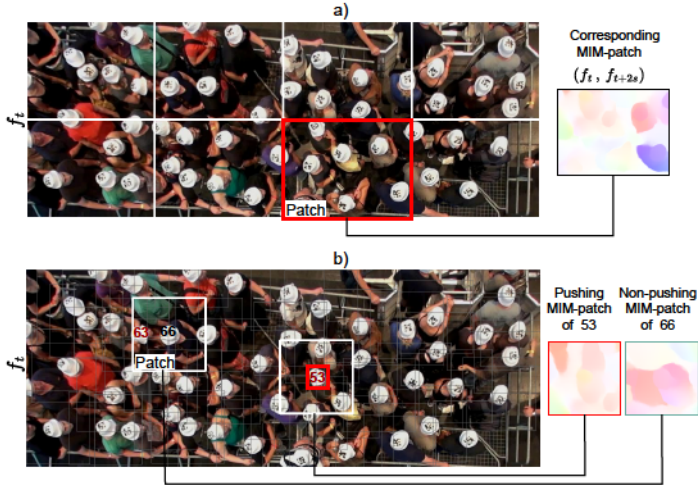 a)
f_t
Corresponding
MIM-patch
(f_t , f_{t+2s})
Patch
b)
f_t
63 66
Patch
53
Pushing
MIM-patch
of 53
Non-pushing
MIM-patch
of 66